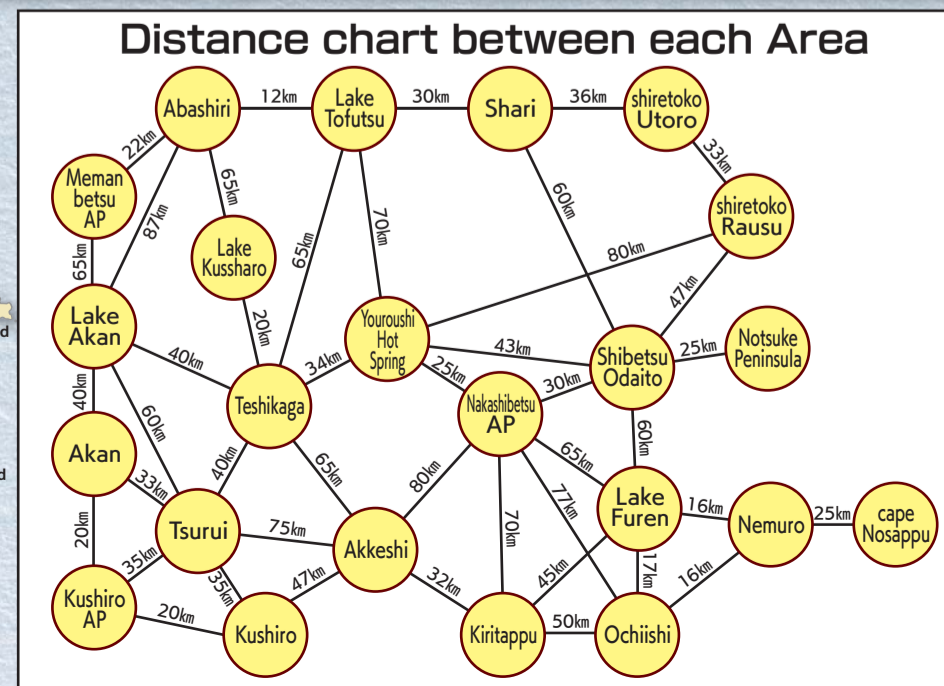 Distance chart between each Area
Abashiri
12km
Lake
Tofutsu
30km
Shari
36km
shiretoko
Utoro
22km
33km
Meman
betsu
AP
87km
65km
65km
70km
60km
shiretoko
Rausu
65km
Lake
Kussharo
80km
47km
Lake
Akan
20km
Youroushi
Hot
Spring
43km
Shibetsu
Odaito
25km
Notsuke
Peninsula
40km
34km
25km
30km
40km
Teshikaga
Nakashibetsu
AP
60km
60km
Akan
33km
40km
65km
80km
65km
77km
70km
Lake
Furen
16km
Nemuro
25km
cape
Nosappu
20km
Tsurui
75km
Akkeshi
35km
35km
47km
32km
45km
17km
16km
Kushiro
AP
20km
Kushiro
Kiritappu
50km
Ochiishi
d
d